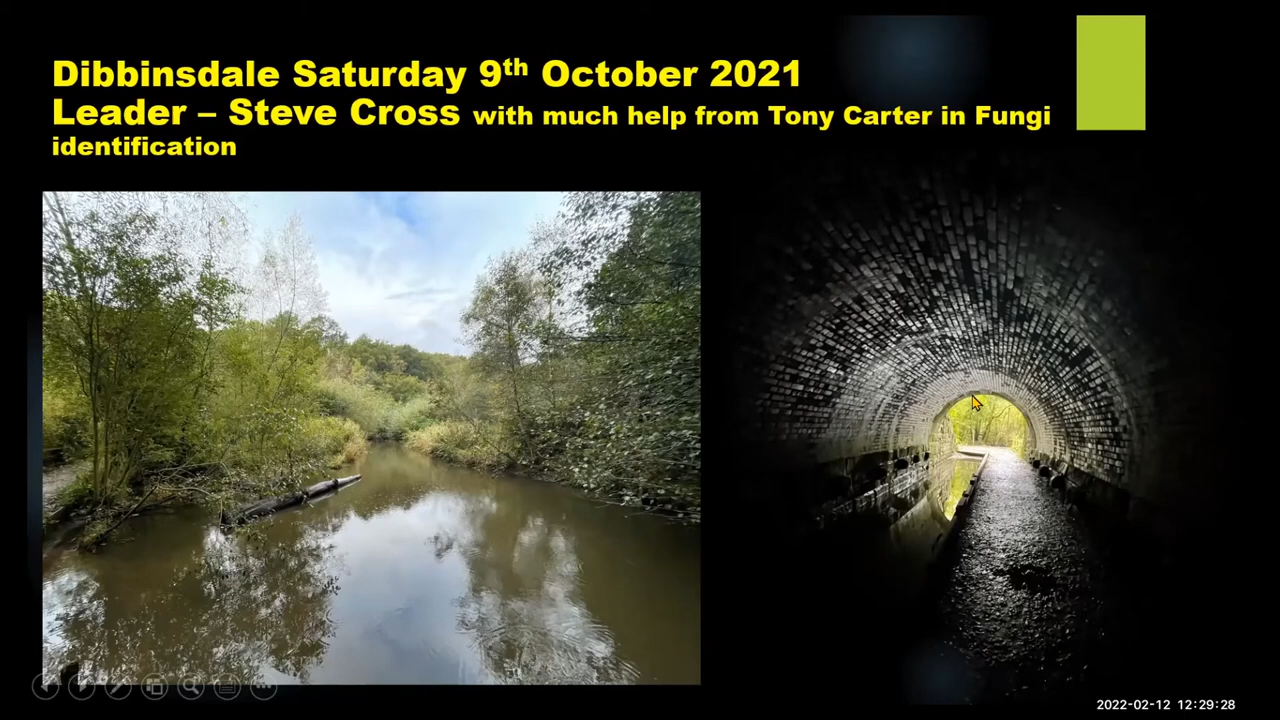 Dibbinsdale Saturday 9th October 2021
Leader – Steve Cross with much help from Tony Carter in Fungi
identification
2022-02-12 12:29:28